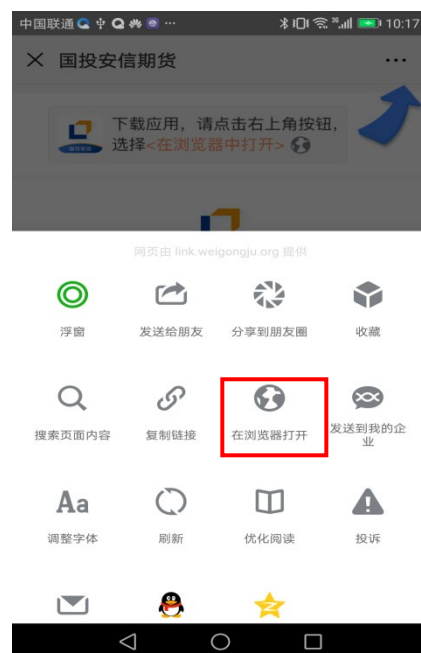 中国联通 10:17
国投安信期货
下载应用，请点击右上角按钮，
选择<在浏览器中打开>
网页由 link.weigongju.org 提供
浮窗 发送给朋友 分享到朋友圈 收藏
搜索页面内容 复制链接 在浏览器打开 发送到我的企业
Aa
调整字体 刷新 优化阅读 投诉